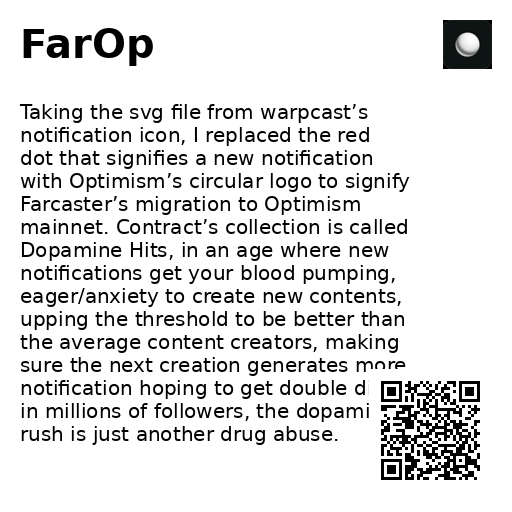 FarOp
Taking the svg file from warpcast’s
notification icon, I replaced the red
dot that signifies a new notification
with Optimism’s circular logo to signify
Farcaster’s migration to Optimism
mainnet. Contract’s collection is called
Dopamine Hits, in an age where new
notifications get your blood pumping,
eager/anxiety to create new contents,
upping the threshold to be better than
the average content creators, making
sure the next creation generates more
notification hoping to get double
in millions of followers, the
rush is just another drug abuse.